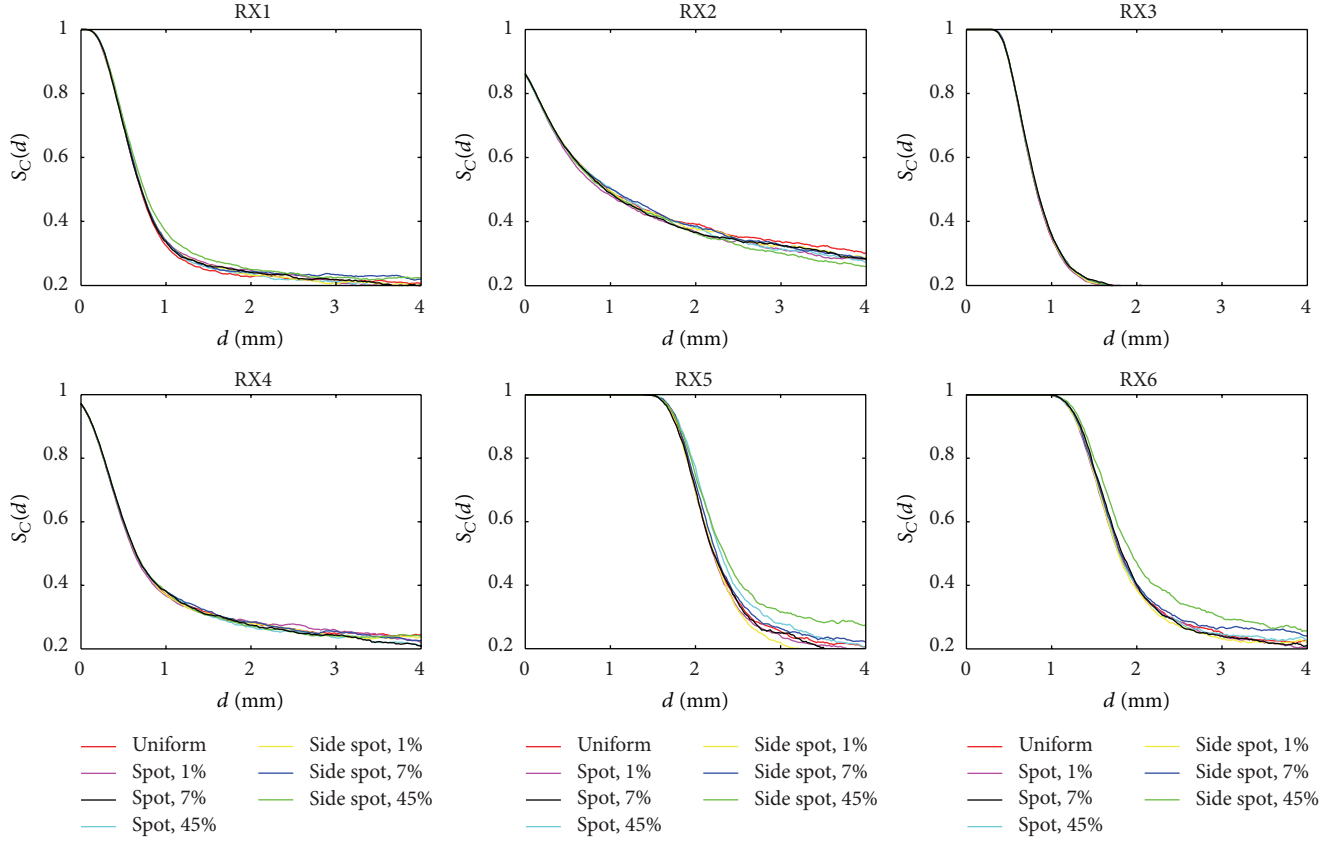 RX1
1
0.8
0.6
0.4
0.2
S_C(d)
0 1 2 3 4
d (mm)
RX2
1
0.8
0.6
0.4
0.2
S_C(d)
0 1 2 3 4
d (mm)
RX3
1
0.8
0.6
0.4
0.2
S_C(d)
0 1 2 3 4
d (mm)
RX4
1
0.8
0.6
0.4
0.2
S_C(d)
0 1 2 3 4
d (mm)
RX5
1
0.8
0.6
0.4
0.2
S_C(d)
0 1 2 3 4
d (mm)
RX6
1
0.8
0.6
0.4
0.2
S_C(d)
0 1 2 3 4
d (mm)
Uniform
Spot, 1%
Spot, 7%
Spot, 45%
Side spot, 1%
Side spot, 7%
Side spot, 45%
Uniform
Spot, 1%
Spot, 7%
Spot, 45%
Side spot, 1%
Side spot, 7%
Side spot, 45%
Uniform
Spot, 1%
Spot, 7%
Spot, 45%
Side spot, 1%
Side spot, 7%
Side spot, 45%